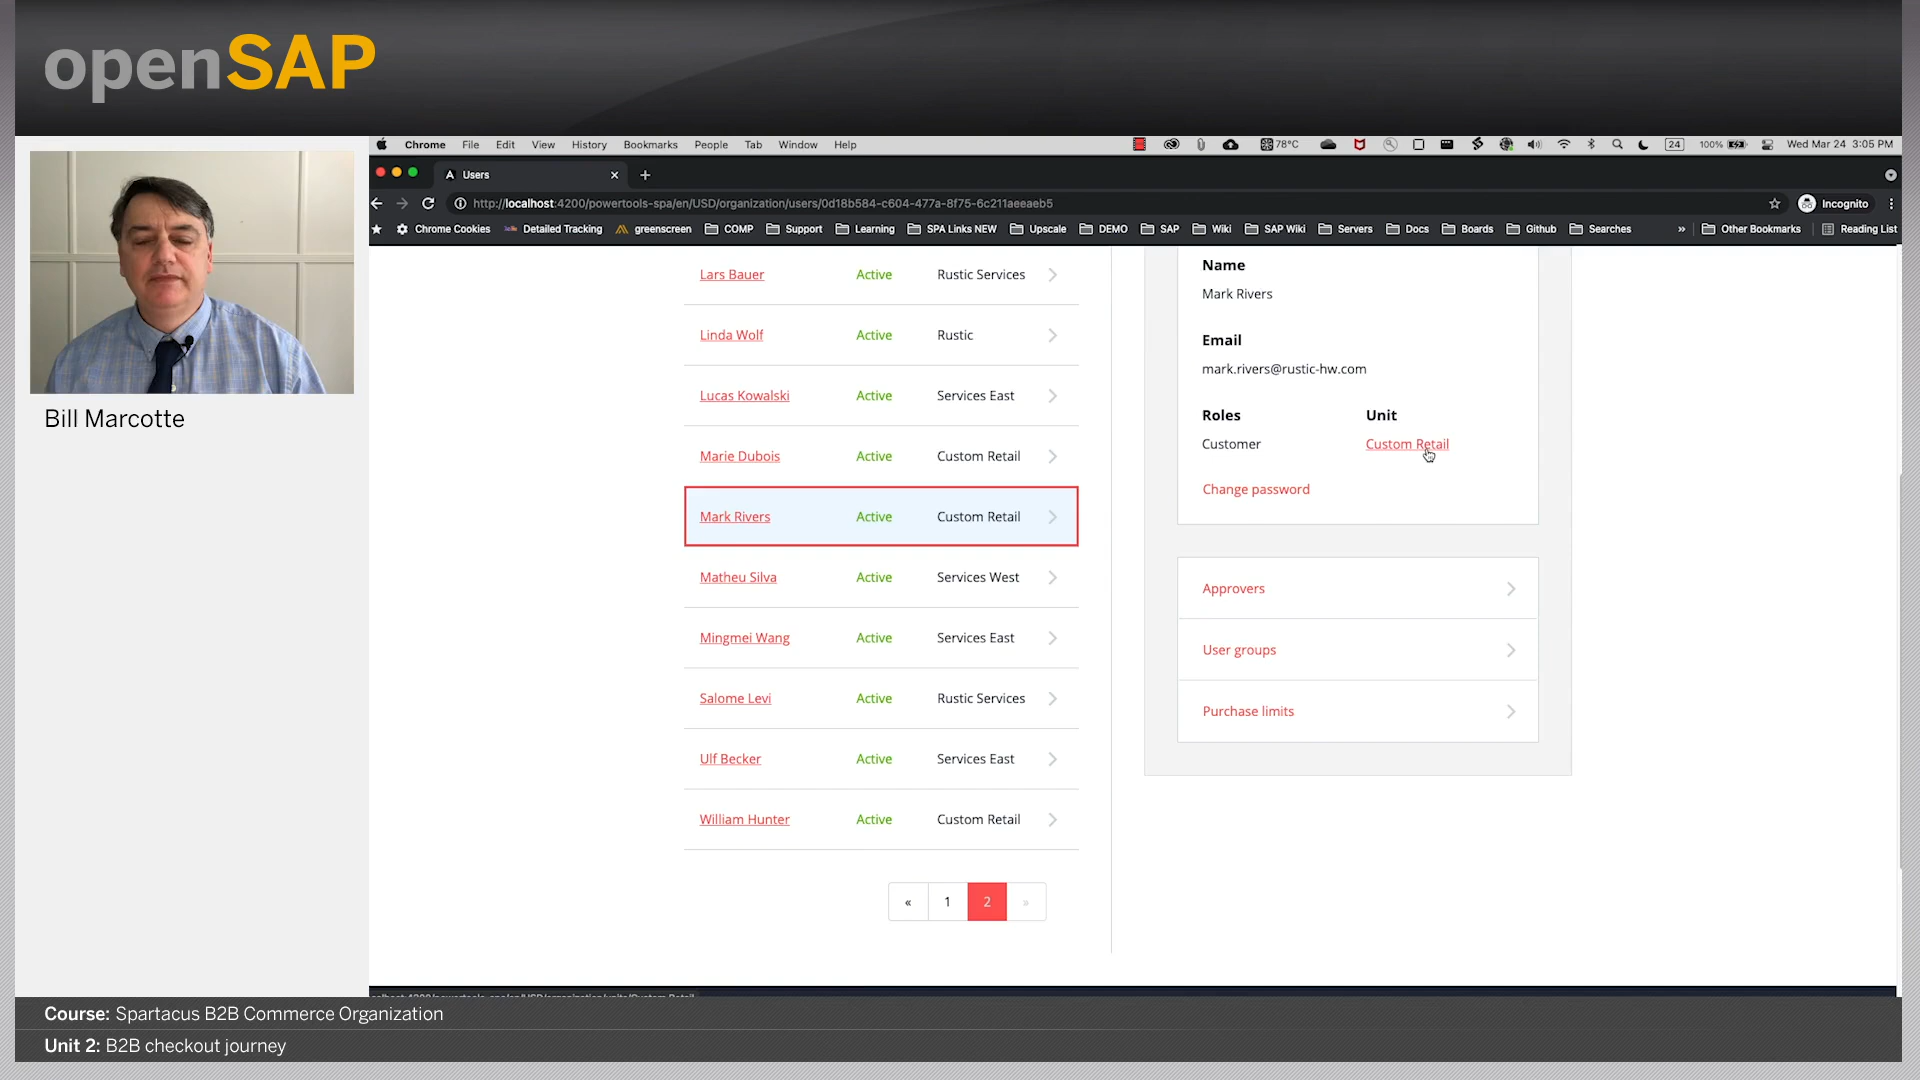 openSAP
Chrome File Edit View History Bookmarks People Tab Window Help 78°C 24 100% Wed Mar 24 3:05 PM
Users
http://localhost:4200/powertools-spa/en/USD/organization/users/0d18b584-c604-477a-8f75-6c211aeeaeb5 Incognito
Chrome Cookies Detailed Tracking greenscreen COMP Support Learning SPA Links NEW Upscale DEMO SAP Wiki SAP Wiki Servers Docs Boards Github Searches » Other Bookmarks Reading List
Bill Marcotte
Lars Bauer Active Rustic Services
Linda Wolf Active Rustic
Lucas Kowalski Active Services East
Marie Dubois Active Custom Retail
Mark Rivers Active Custom Retail
Matheu Silva Active Services West
Mingmei Wang Active Services East
Salome Levi Active Rustic Services
Ulf Becker Active Services East
William Hunter Active Custom Retail
« 1 2 »
Name
Mark Rivers
Email
mark.rivers@rustic-hw.com
Roles Unit
Customer Custom Retail
Change password
Approvers
User groups
Purchase limits
Course: Spartacus B2B Commerce Organization
Unit 2: B2B checkout journey